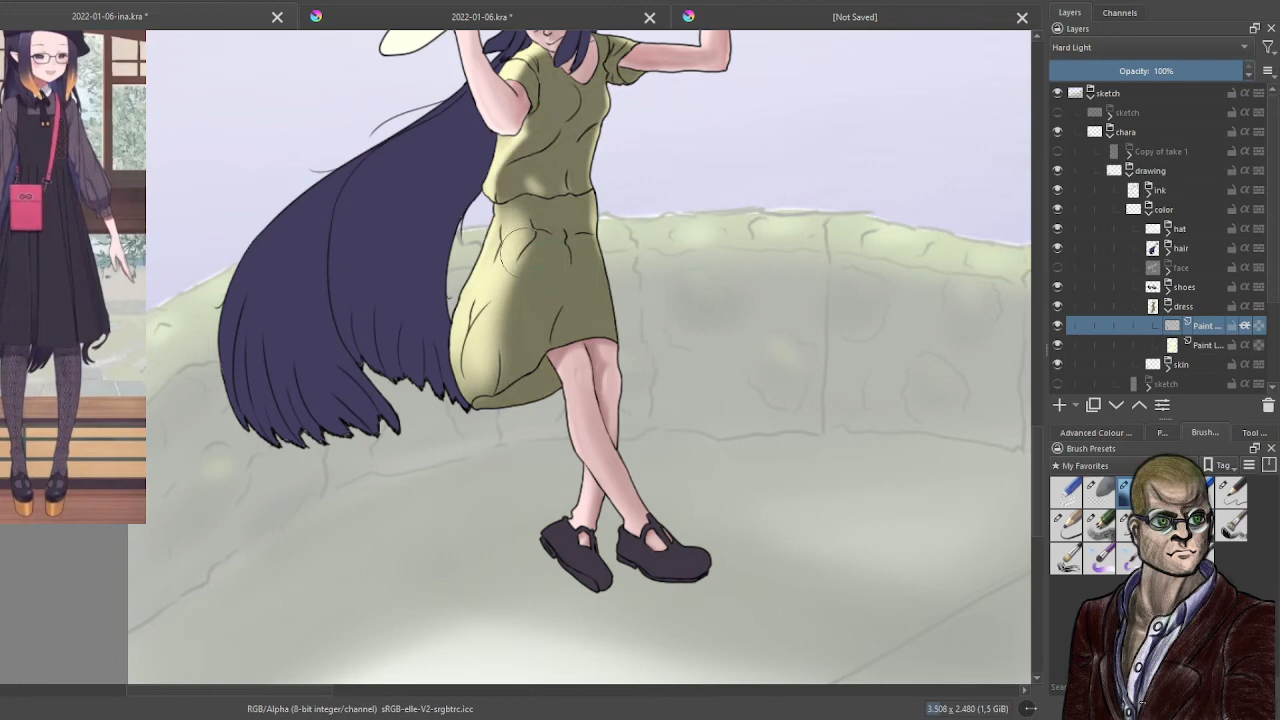 2022-01-06-ina.kra *
2022-01-06.kra *
[Not Saved]
Layers
Channels
Layers
Hard Light
Opacity: 100%
sketch
sketch
chara
Copy of take 1
drawing
ink
color
hat
hair
face
shoes
dress
Paint ...
Paint L...
skin
sketch
Advanced Colour ...
P...
Brush...
Tool ...
Brush Presets
My Favorites
Tag
Sear
RGB/Alpha (8-bit integer/channel) sRGB-elle-V2-srgbtrc.icc
3.508 x 2.480 (1,5 GiB)